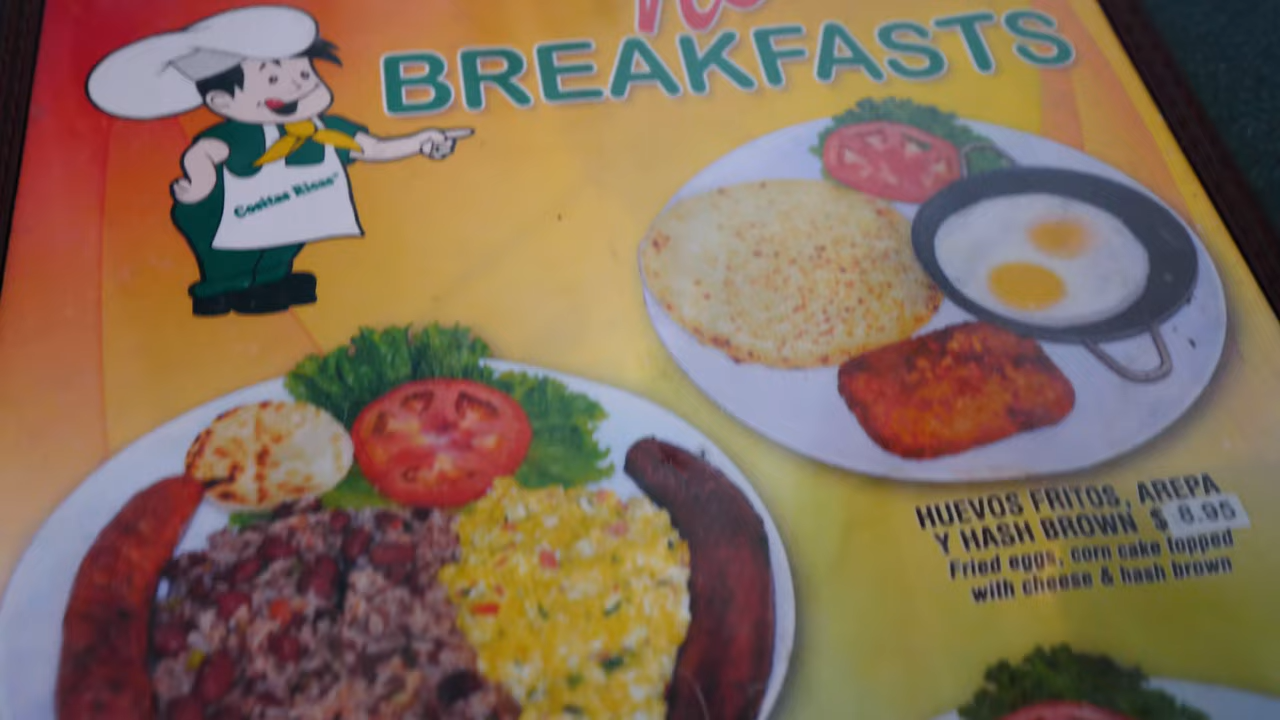 BREAKFASTS
Cositas Ricas
HUEVOS FRITOS, AREPA
Y HASH BROWN $ 8.95
Fried eggs, corn cake topped
with cheese & hash brown